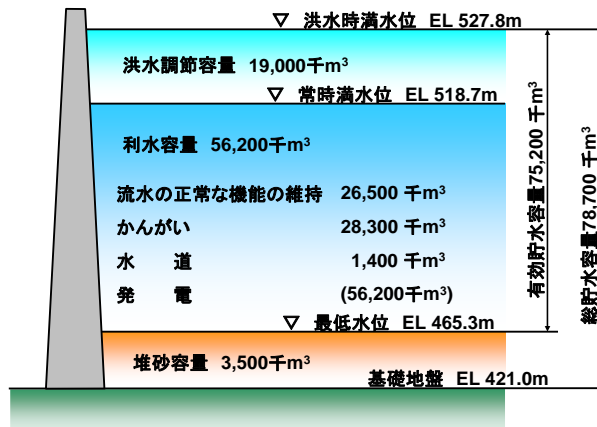 ▽ 洪水時満水位 EL 527.8m
洪水調節容量 19,000千m³
▽ 常時満水位 EL 518.7m
利水容量 56,200千m³
流水の正常な機能の維持 26,500 千m³
かんがい 28,300 千m³
水 道 1,400 千m³
発 電 (56,200千m³)
▽ 最低水位 EL 465.3m
堆砂容量 3,500千m³
基礎地盤 EL 421.0m
有効貯水容量75,200 千m³
総貯水容量78,700 千m³